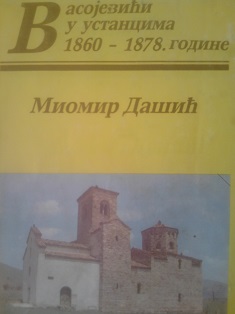 Васојевићи
у устанцима
1860 - 1878. године
Миомир Дашић